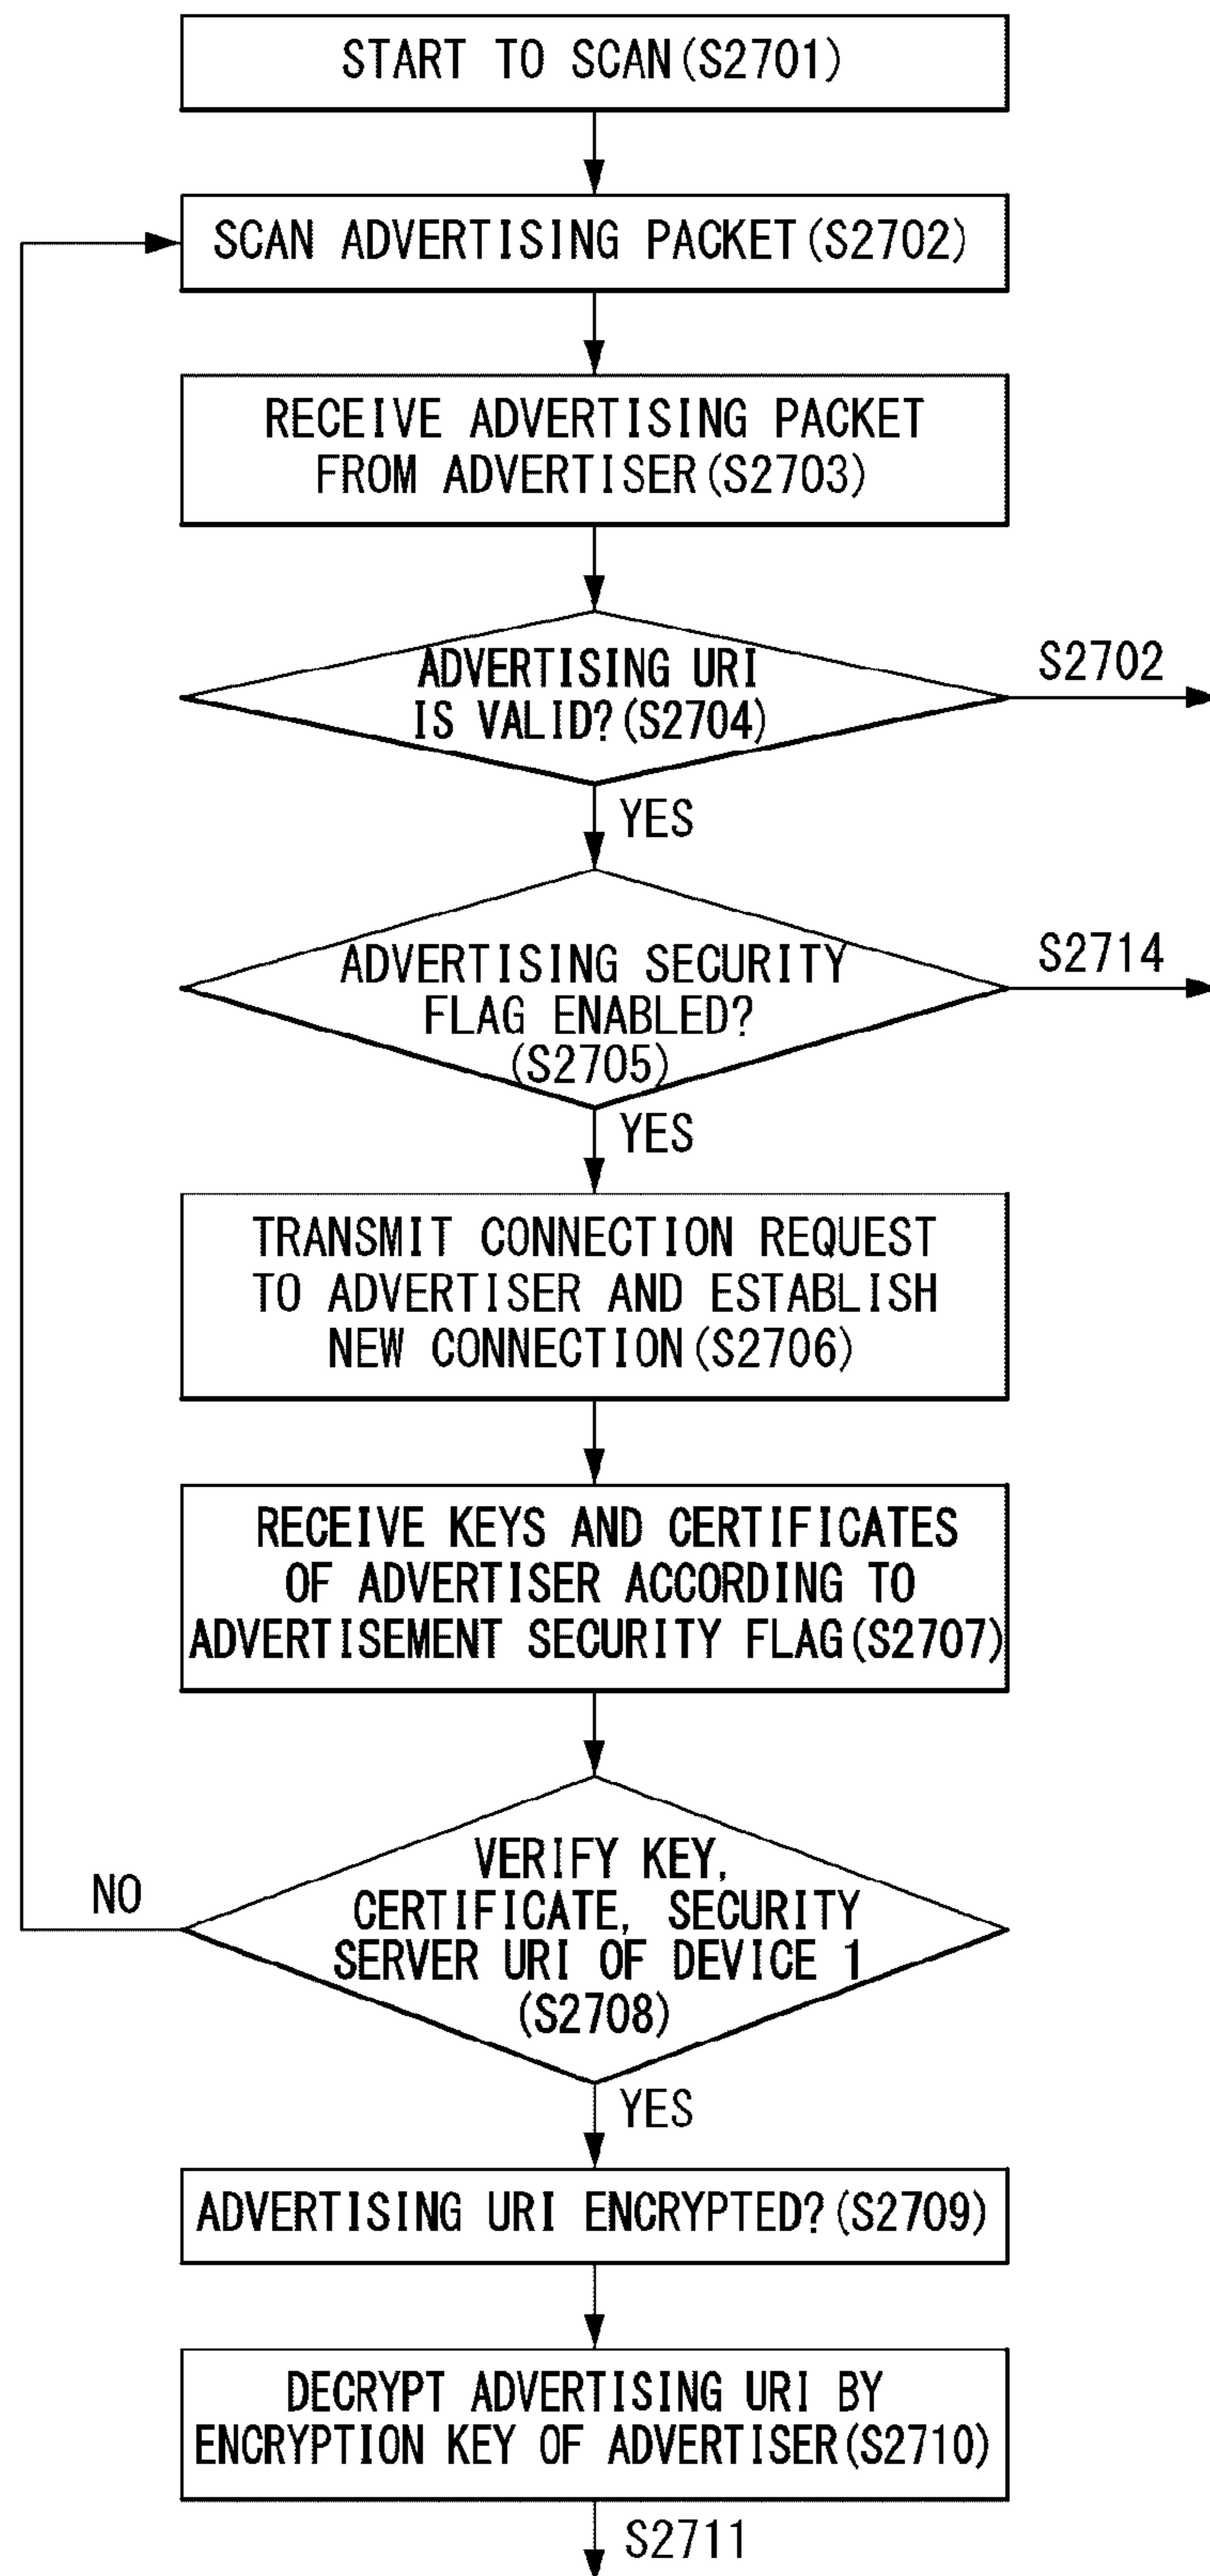 START TO SCAN(S2701)
SCAN ADVERTISING PACKET(S2702)
RECEIVE ADVERTISING PACKET
FROM ADVERTISER(S2703)
ADVERTISING URI
IS VALID?(S2704)
S2702
YES
ADVERTISING SECURITY
FLAG ENABLED?
(S2705)
S2714
YES
TRANSMIT CONNECTION REQUEST
TO ADVERTISER AND ESTABLISH
NEW CONNECTION(S2706)
RECEIVE KEYS AND CERTIFICATES
OF ADVERTISER ACCORDING TO
ADVERTISEMENT SECURITY FLAG(S2707)
VERIFY KEY,
CERTIFICATE, SECURITY
SERVER URI OF DEVICE 1
(S2708)
NO
YES
ADVERTISING URI ENCRYPTED?(S2709)
DECRYPT ADVERTISING URI BY
ENCRYPTION KEY OF ADVERTISER(S2710)
S2711